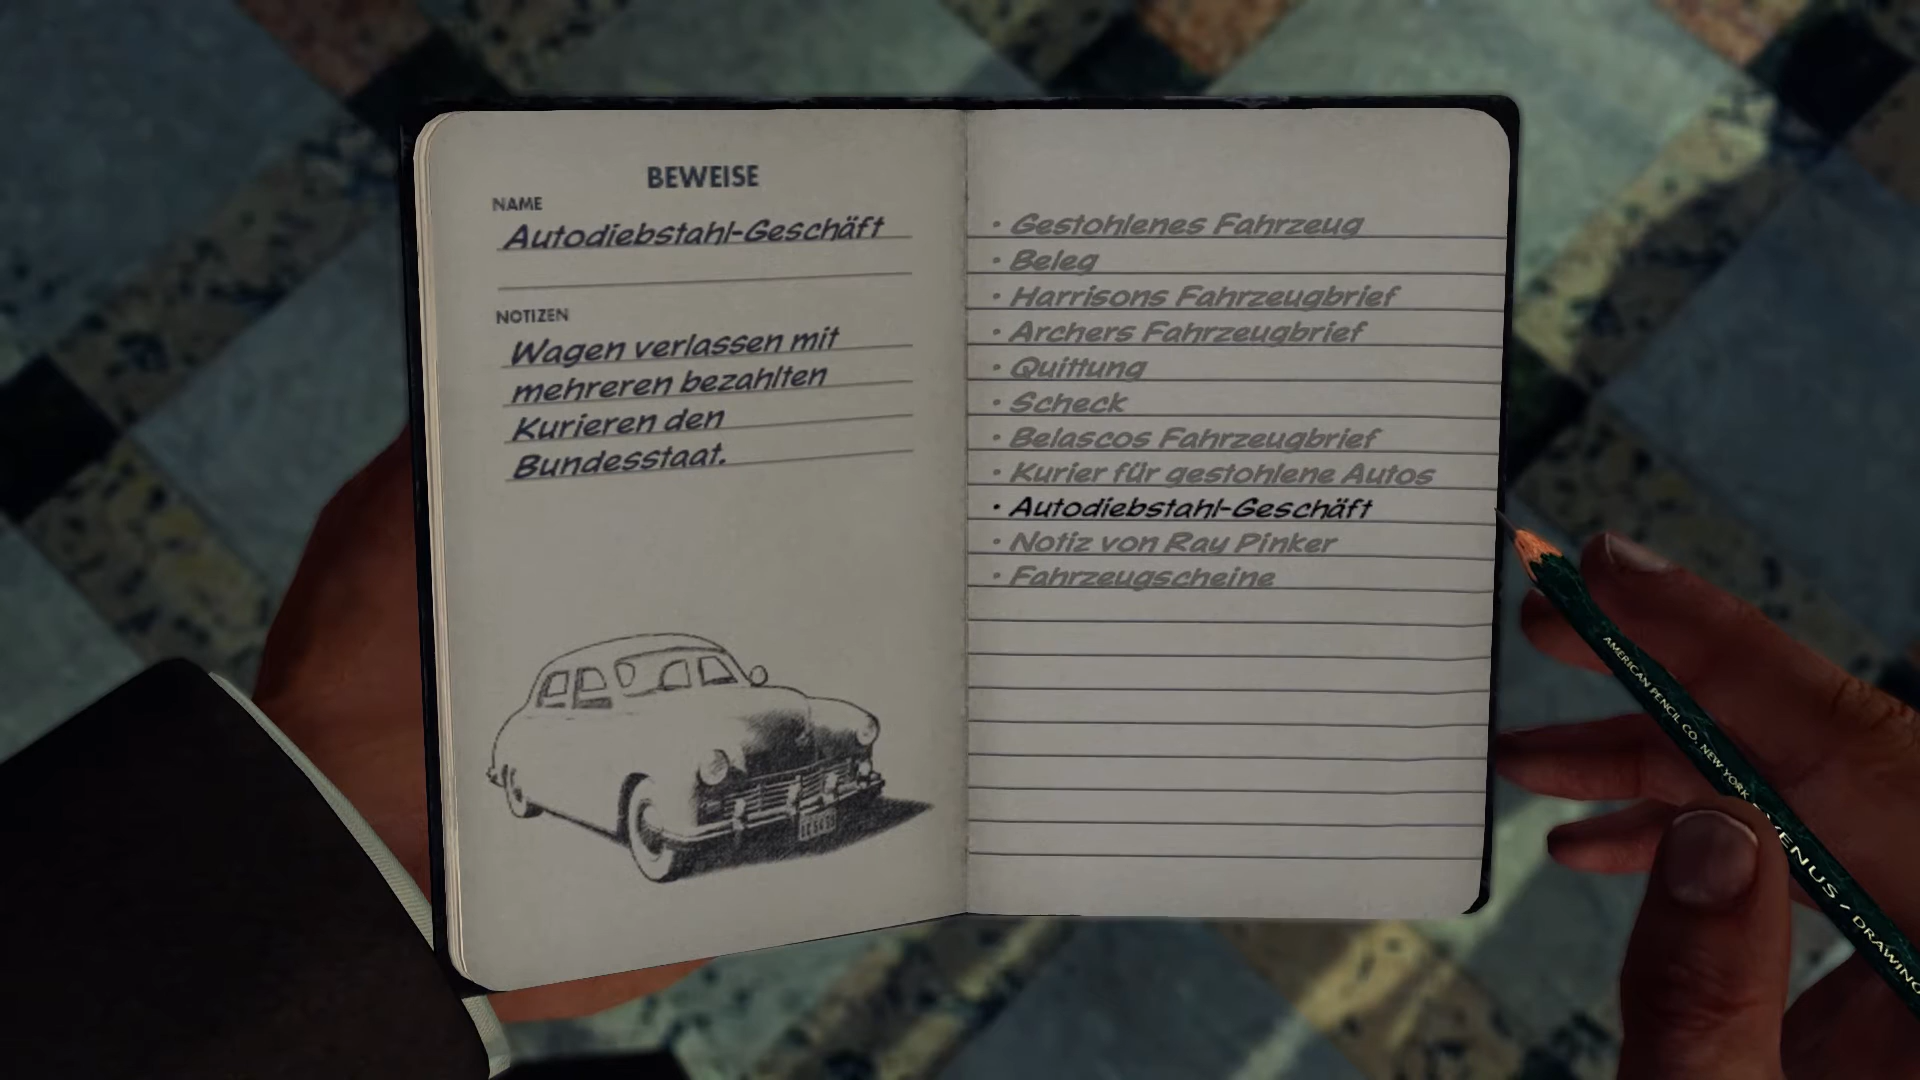 BEWEISE
NAME
Autodiebstahl-Geschäft
NOTIZEN
Wagen verlassen mit
mehreren bezahlten
Kurieren den
Bundesstaat.
• Gestohlenes Fahrzeug
• Beleg
• Harrisons Fahrzeugbrief
• Archers Fahrzeugbrief
• Quittung
• Scheck
• Belascos Fahrzeugbrief
• Kurier für gestohlene Autos
• Autodiebstahl-Geschäft
• Notiz von Ray Pinker
• Fahrzeugscheine
AMERICAN PENCIL CO. NEW YORK VENUS / DRAWING